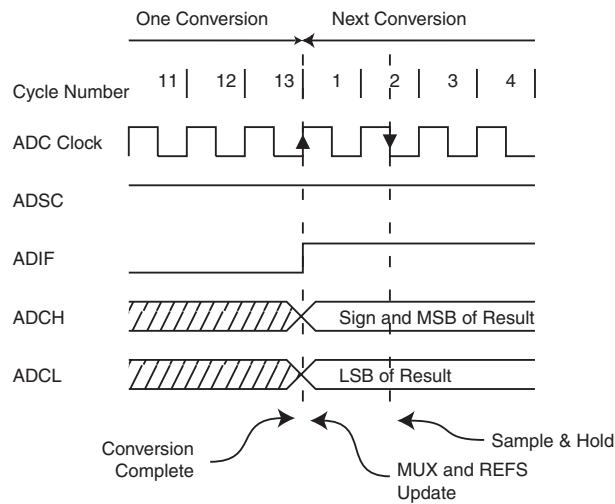 One Conversion Next Conversion
Cycle Number 11 12 13 1 2 3 4
ADC Clock
ADSC
ADIF
ADCH Sign and MSB of Result
ADCL LSB of Result
Conversion
Complete
MUX and REFS
Update
Sample & Hold